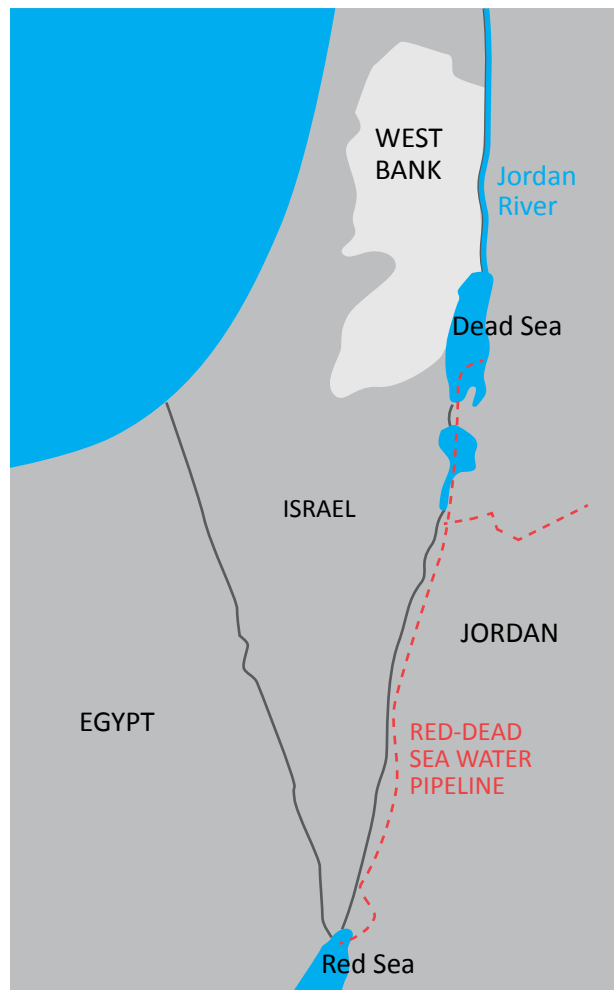 WEST
BANK
Jordan
River
Dead Sea
ISRAEL
JORDAN
EGYPT
RED-DEAD
SEA WATER
PIPELINE
Red Sea